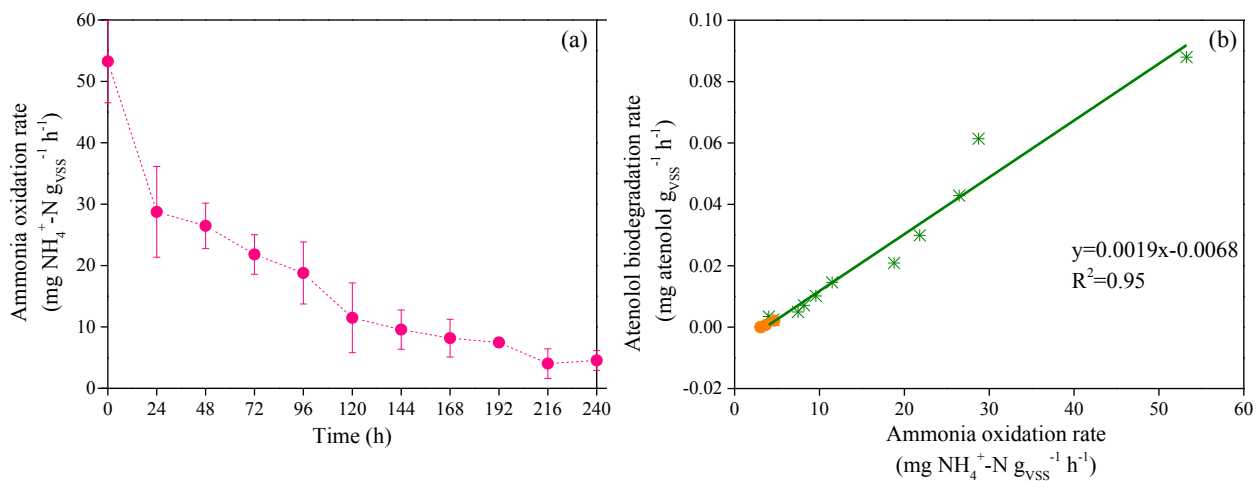 (a)
Ammonia oxidation rate
(mg NH₄⁺-N g_VSS⁻¹ h⁻¹)
60
50
40
30
20
10
0
0 24 48 72 96 120 144 168 192 216 240
Time (h)
(b)
Atenolol biodegradation rate
(mg atenolol g_VSS⁻¹ h⁻¹)
0.10
0.08
0.06
0.04
0.02
0.00
-0.02
y=0.0019x-0.0068
R²=0.95
0 10 20 30 40 50 60
Ammonia oxidation rate
(mg NH₄⁺-N g_VSS⁻¹ h⁻¹)